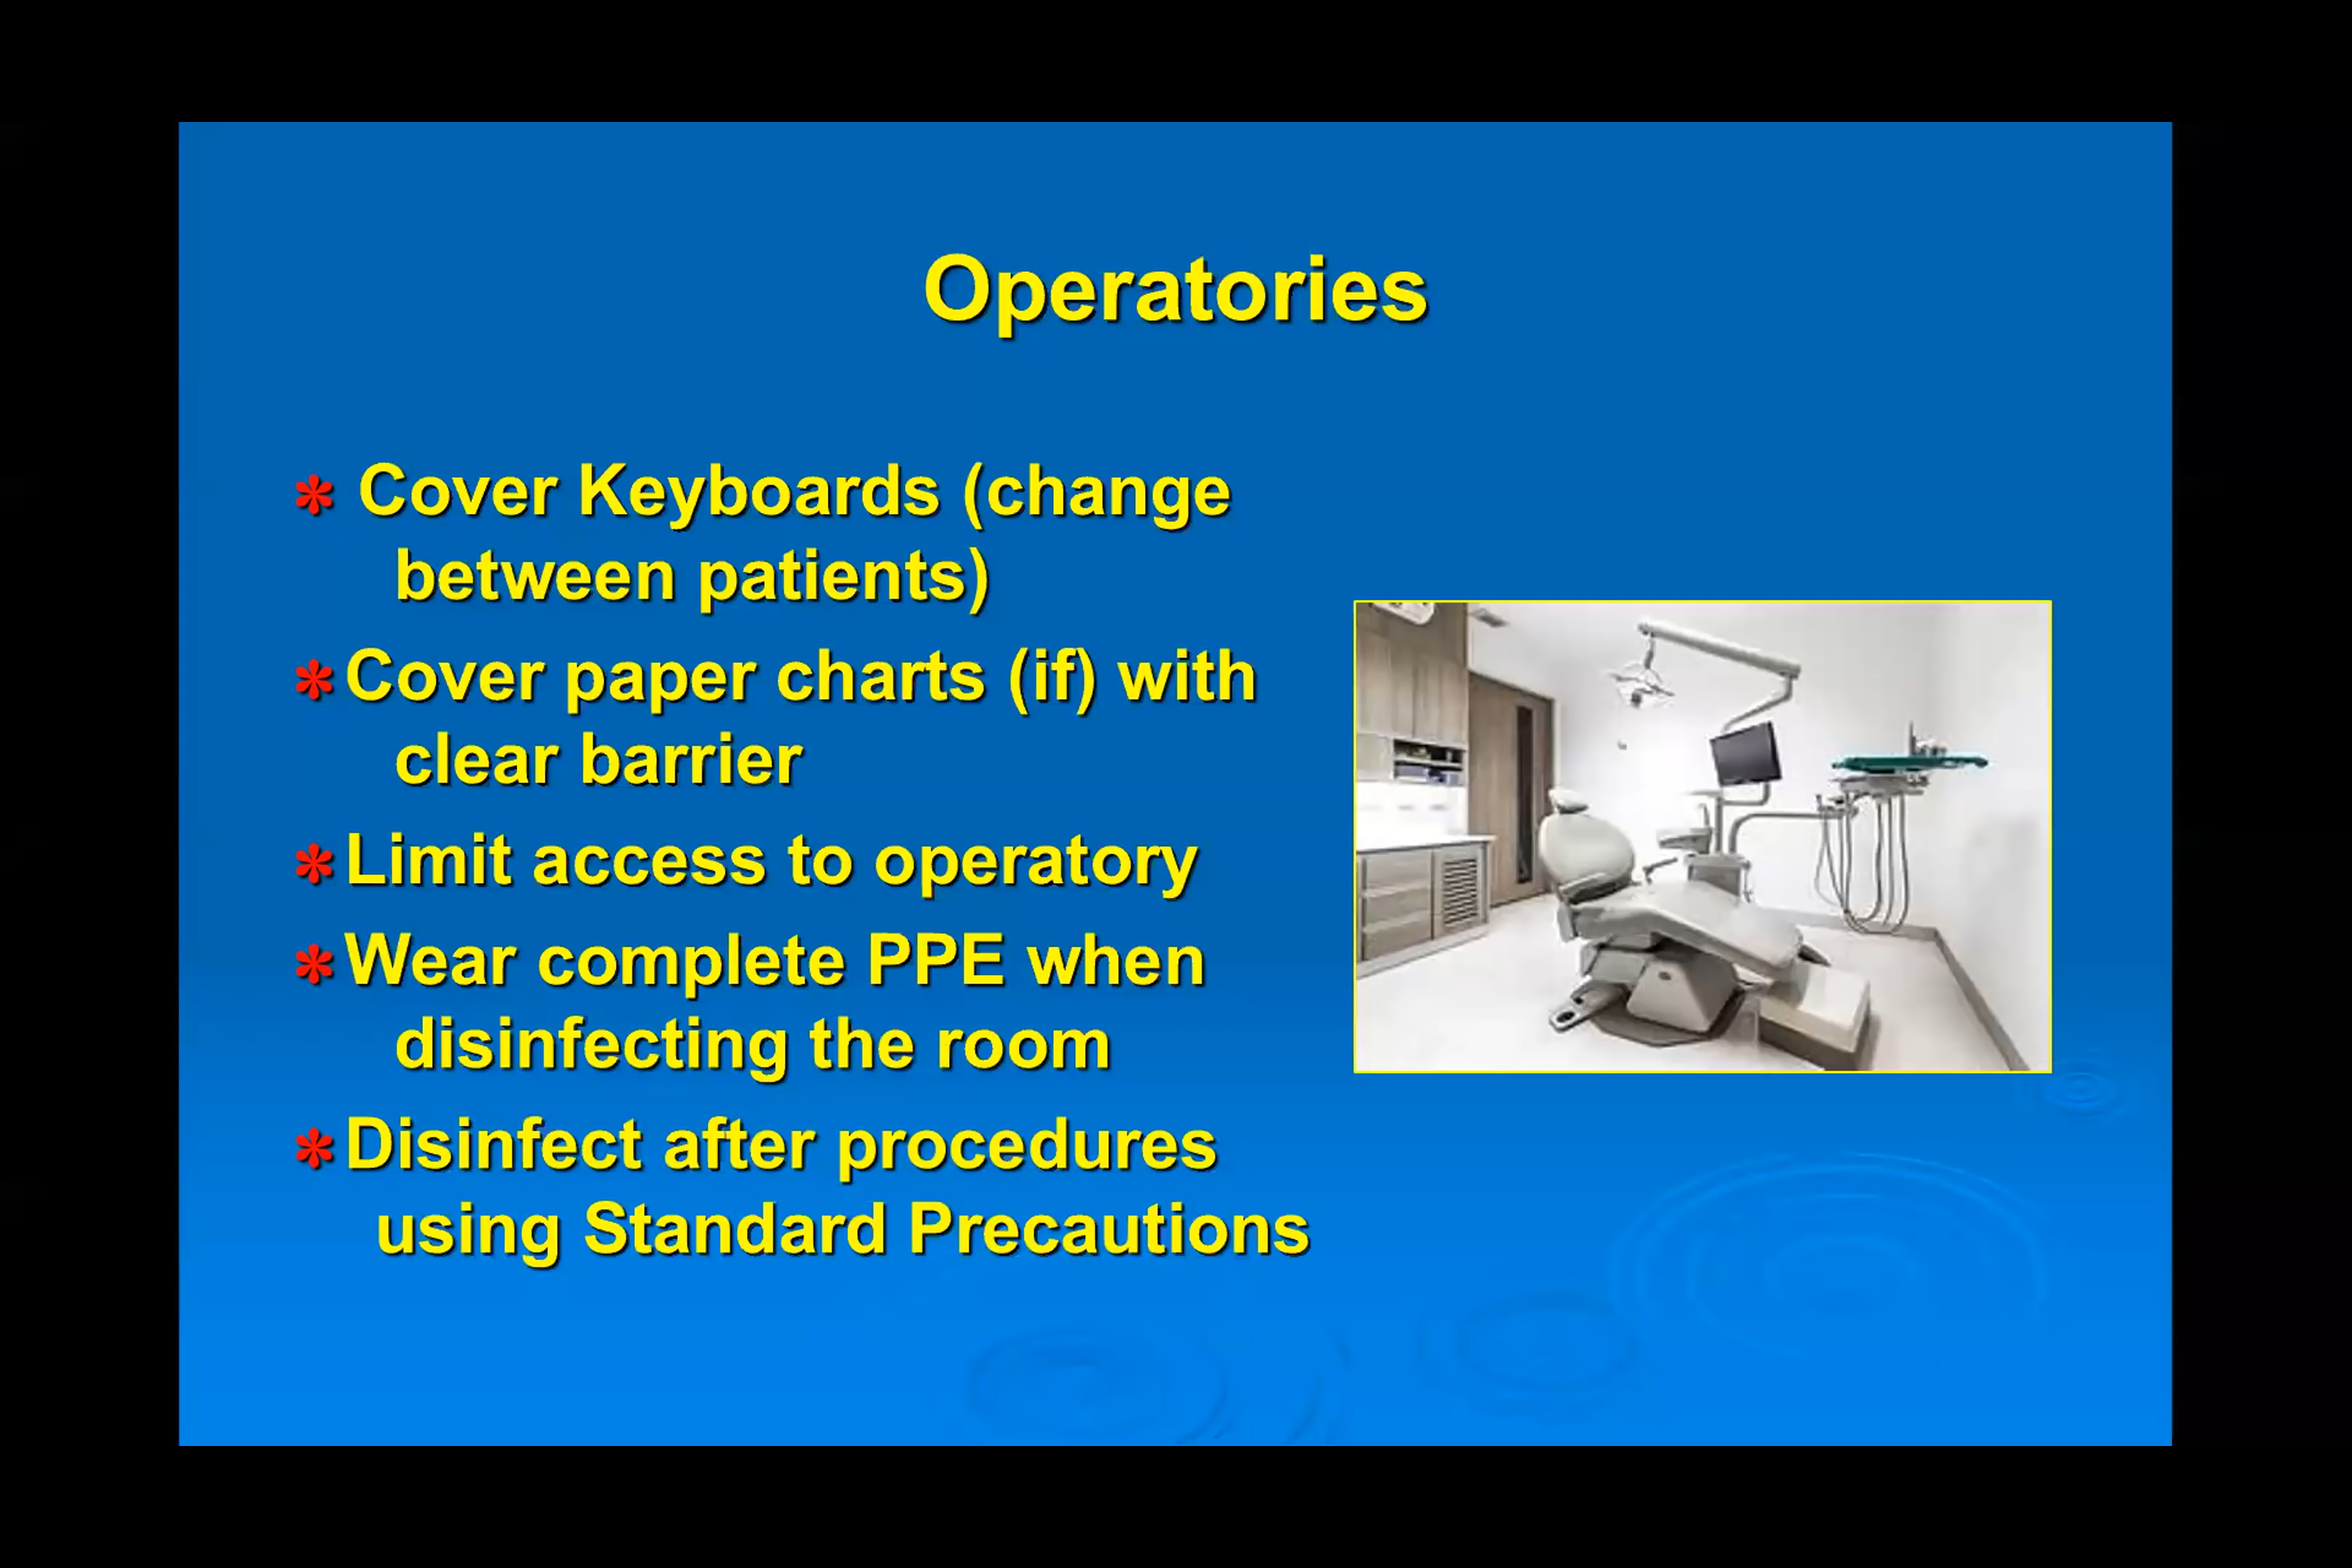 Operatories
* Cover Keyboards (change
between patients)
* Cover paper charts (if) with
clear barrier
* Limit access to operatory
* Wear complete PPE when
disinfecting the room
* Disinfect after procedures
using Standard Precautions